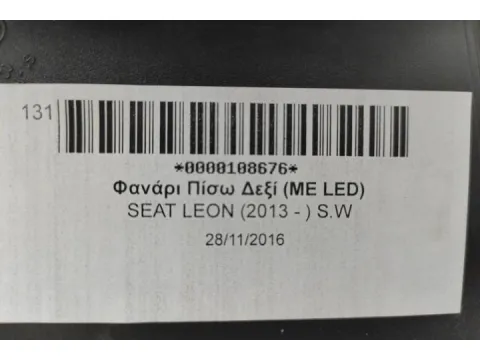 131
*0000108676*
Φανάρι Πίσω Δεξί (ΜΕ LED)
SEAT LEON (2013 - ) S.W
28/11/2016